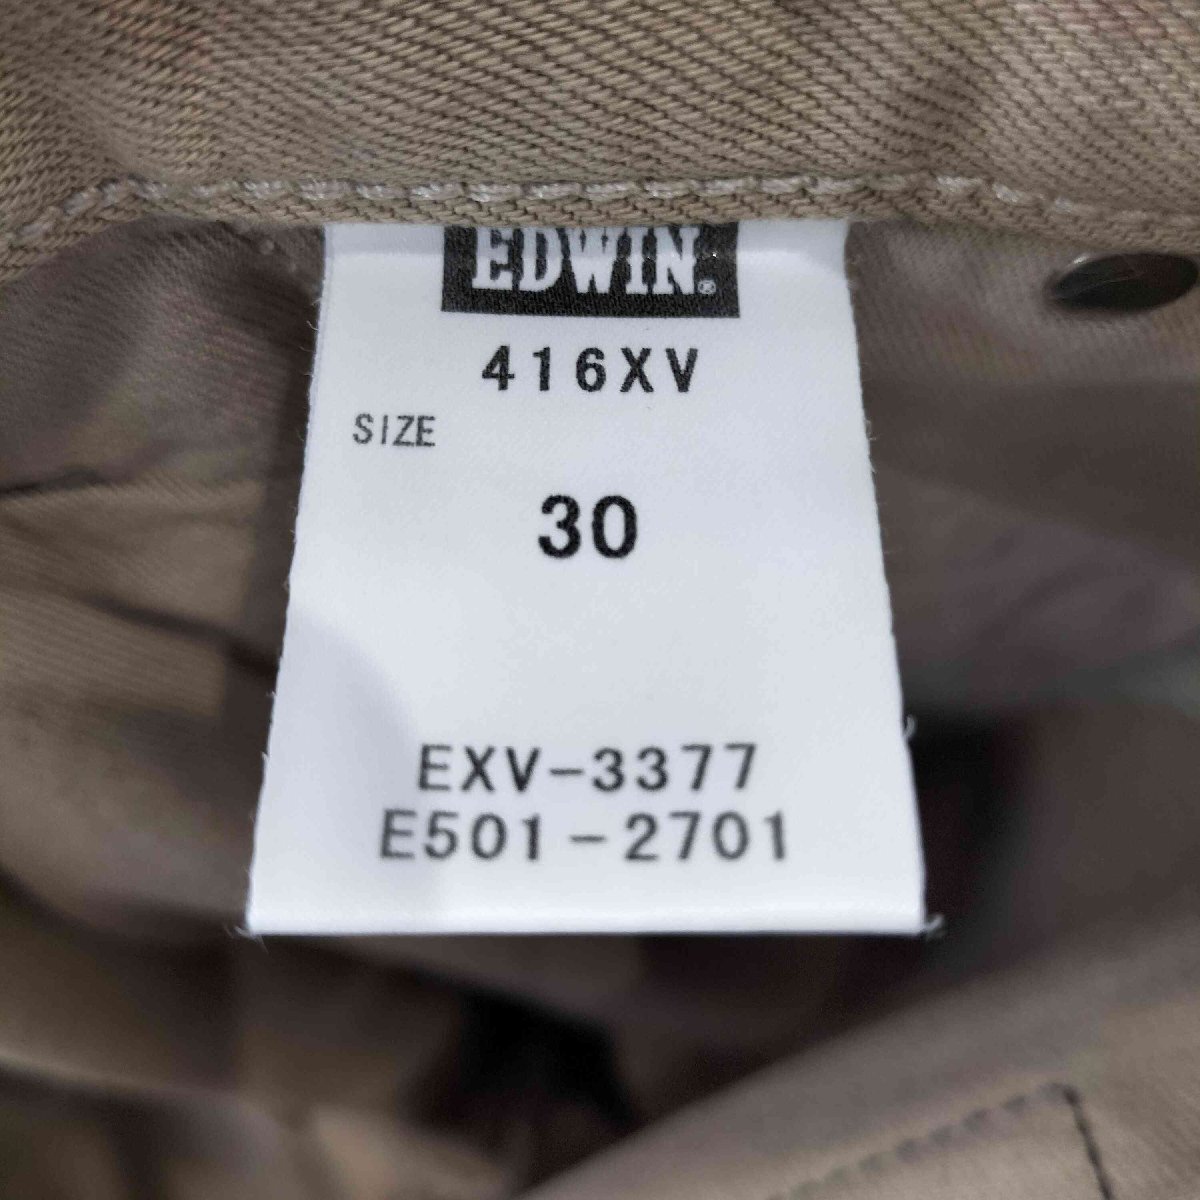 EDWIN®
416XV
SIZE
30
EXV-3377
E501-2701